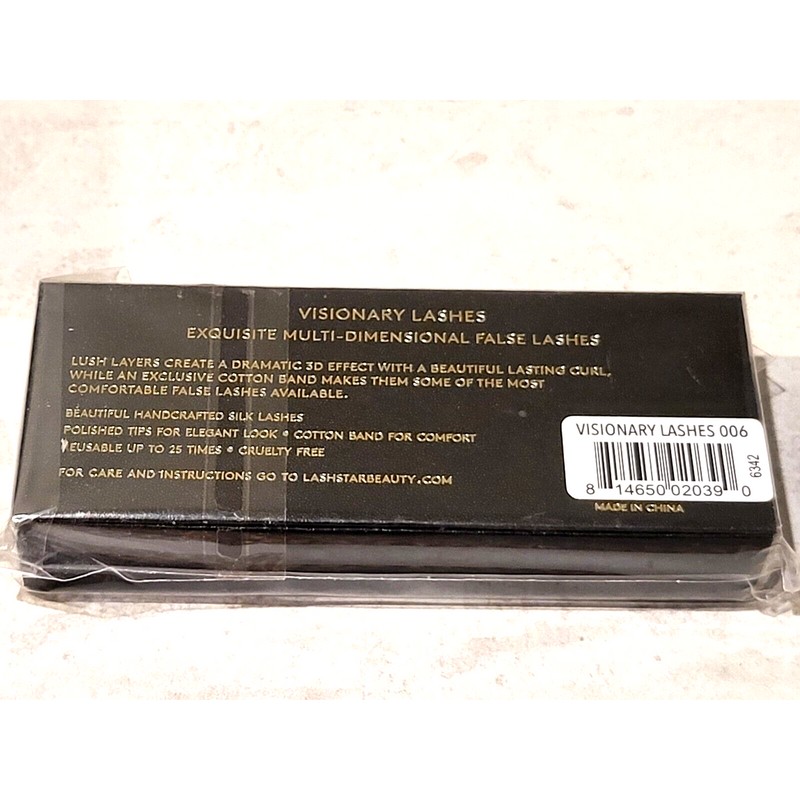 VISIONARY LASHES
EXQUISITE MULTI-DIMENSIONAL FALSE LASHES
LUSH LAYERS CREATE A DRAMATIC 3D EFFECT WITH A BEAUTIFUL LASTING CURL,
WHILE AN EXCLUSIVE COTTON BAND MAKES THEM SOME OF THE MOST
COMFORTABLE FALSE LASHES AVAILABLE.
BEAUTIFUL HANDCRAFTED SILK LASHES
POLISHED TIPS FOR ELEGANT LOOK • COTTON BAND FOR COMFORT
REUSABLE UP TO 25 TIMES • CRUELTY FREE
FOR CARE AND INSTRUCTIONS GO TO LASHSTARBEAUTY.COM
VISIONARY LASHES 006
8 14650 02039 0
6342
MADE IN CHINA